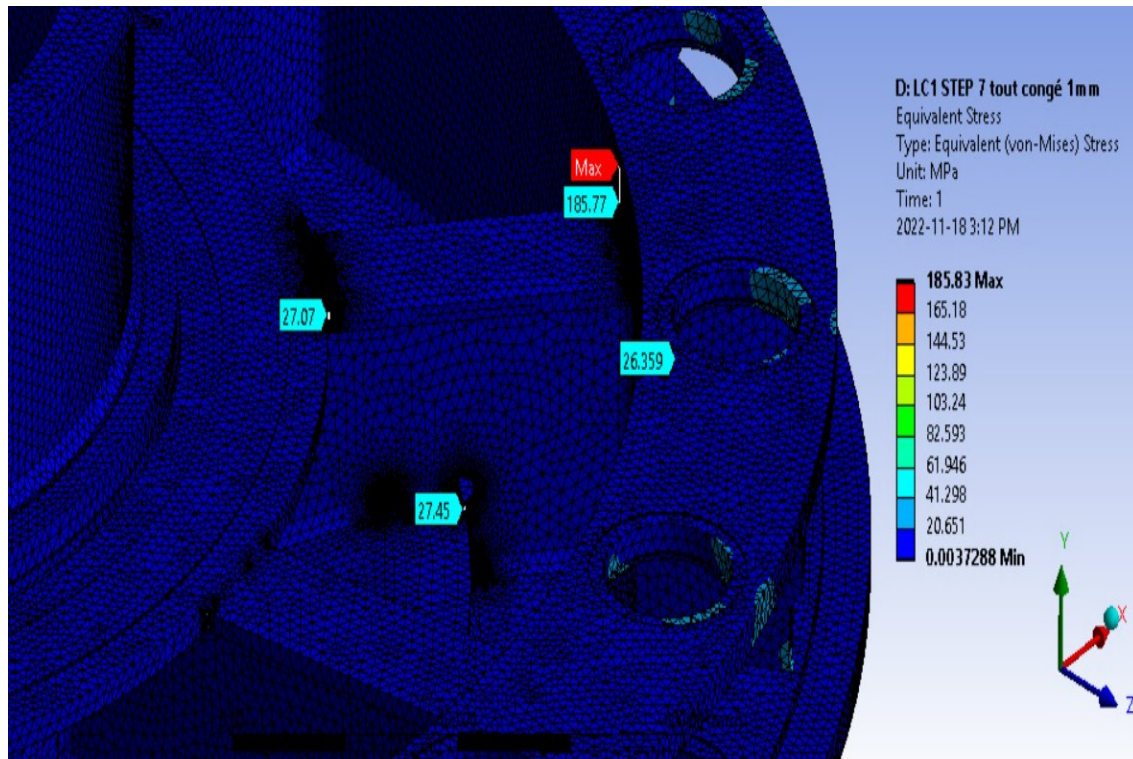 D: LC1 STEP 7 tout congé 1mm
Equivalent Stress
Type: Equivalent (von-Mises) Stress
Unit: MPa
Time: 1
2022-11-18 3:12 PM
185.83 Max
165.18
144.53
123.89
103.24
82.593
61.946
41.298
20.651
0.0037288 Min
Max
185.77
27.07
26.359
27.45
Y
X
Z